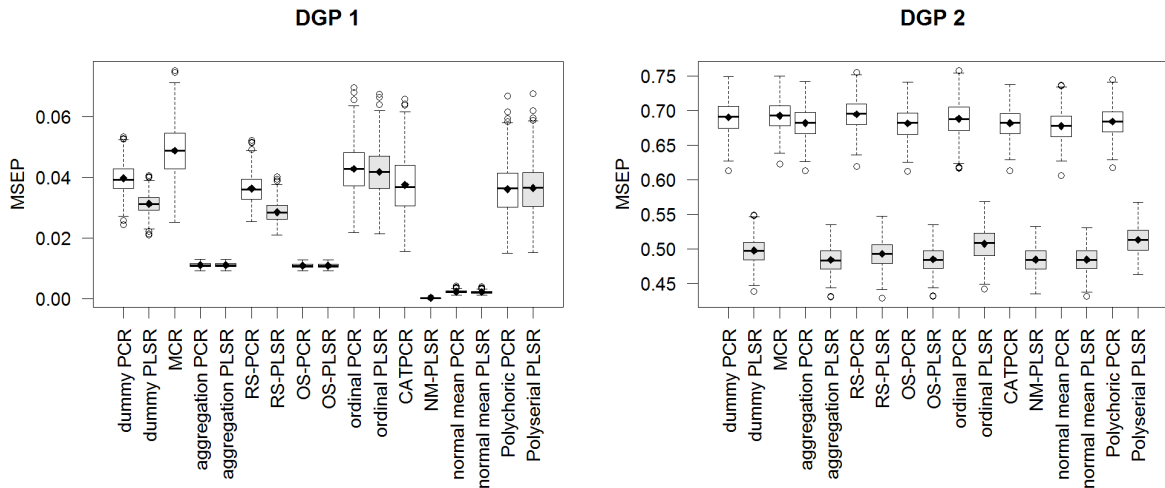 DGP 1
MSEP
0.06
0.04
0.02
0.00
dummy PCR
dummy PLSR
MCR
aggregation PCR
aggregation PLSR
RS-PCR
RS-PLSR
OS-PCR
OS-PLSR
ordinal PCR
ordinal PLSR
CATPCR
NM-PLSR
normal mean PCR
normal mean PLSR
Polychoric PCR
Polyserial PLSR
DGP 2
MSEP
0.75
0.70
0.65
0.60
0.55
0.50
0.45
dummy PCR
dummy PLSR
MCR
aggregation PCR
aggregation PLSR
RS-PCR
RS-PLSR
OS-PCR
OS-PLSR
ordinal PCR
ordinal PLSR
CATPCR
NM-PLSR
normal mean PCR
normal mean PLSR
Polychoric PCR
Polyserial PLSR